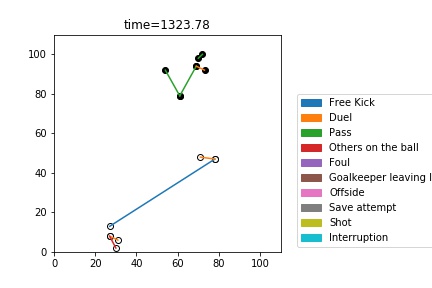 time=1323.78
100
80
60
40
20
0
0 20 40 60 80 100
Free Kick
Duel
Pass
Others on the ball
Foul
Goalkeeper leaving l
Offside
Save attempt
Shot
Interruption